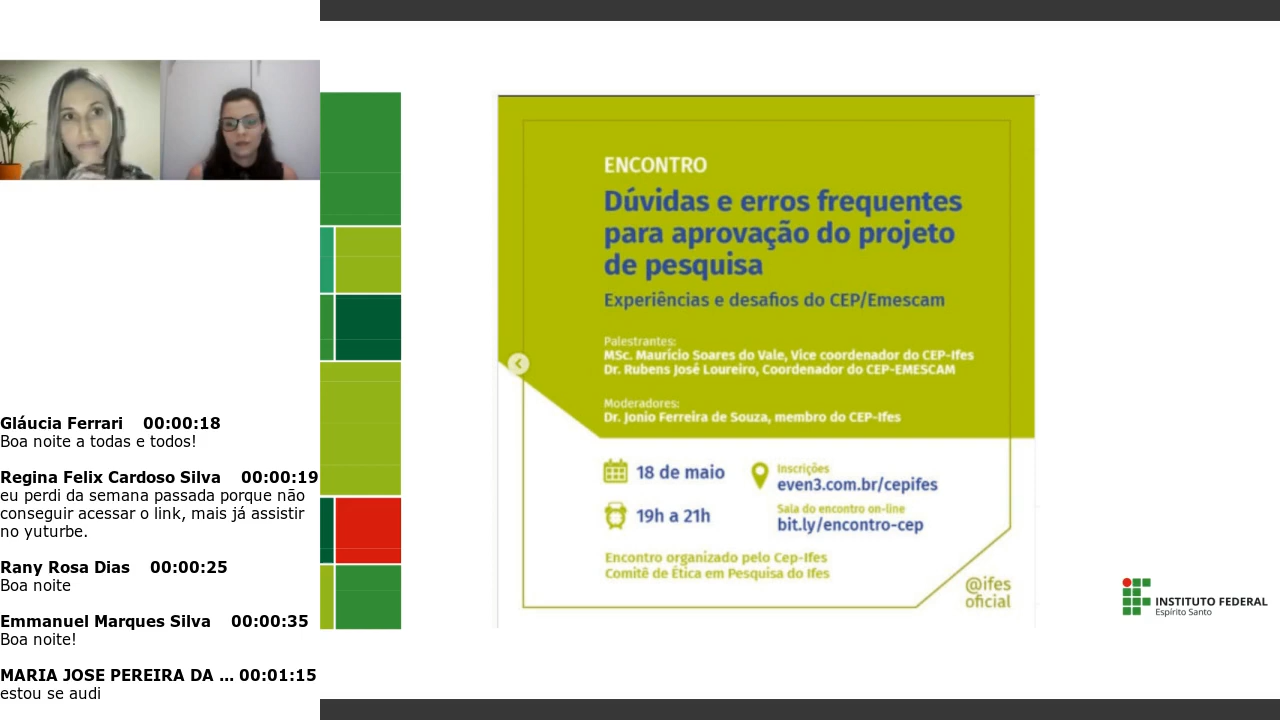 Gláucia Ferrari 00:00:18
Boa noite a todas e todos!
Regina Felix Cardoso Silva 00:00:19
eu perdi da semana passada porque não
conseguir acessar o link, mais já assistir
no yuturbe.
Rany Rosa Dias 00:00:25
Boa noite
Emmanuel Marques Silva 00:00:35
Boa noite!
MARIA JOSE PEREIRA DA ... 00:01:15
estou se audi
ENCONTRO
Dúvidas e erros frequentes
para aprovação do projeto
de pesquisa
Experiências e desafios do CEP/Emescam
Palestrantes:
MSc. Maurício Soares do Vale, Vice coordenador do CEP-Ifes
Dr. Rubens José Loureiro, Coordenador do CEP-EMESCAM
Moderadores:
Dr. Jonio Ferreira de Souza, membro do CEP-Ifes
18 de maio
Inscrições
even3.com.br/cepifes
19h a 21h
Sala do encontro on-line
bit.ly/encontro-cep
Encontro organizado pelo Cep-Ifes
Comitê de Ética em Pesquisa do Ifes
@ifes
oficial
INSTITUTO FEDERAL
Espírito Santo